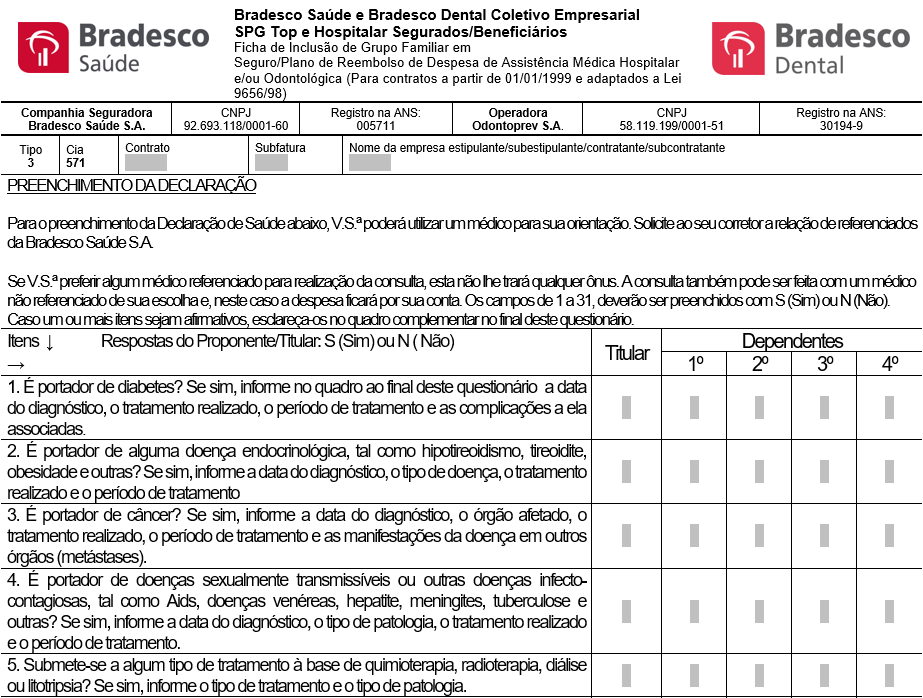 Bradesco
Saúde
Bradesco Saúde e Bradesco Dental Coletivo Empresarial
SPG Top e Hospitalar Segurados/Beneficiários
Ficha de Inclusão de Grupo Familiar em
Seguro/Plano de Reembolso de Despesa de Assistência Médica Hospitalar
e/ou Odontológica (Para contratos a partir de 01/01/1999 e adaptados a Lei
9656/98)
Bradesco
Dental
Companhia Seguradora
Bradesco Saúde S.A.
CNPJ
92.693.118/0001-60
Registro na ANS:
005711
Operadora
Odontoprev S.A.
CNPJ
58.119.199/0001-51
Registro na ANS:
30194-9
Tipo
3
Cia
571
Contrato
Subfatura
Nome da empresa estipulante/subestipulante/contratante/subcontratante
PREENCHIMENTO DA DECLARAÇÃO
Para o preenchimento da Declaração de Saúde abaixo, V.S.ª poderá utilizar um médico para sua orientação. Solicite ao seu corretor a relação de referenciados
da Bradesco Saúde S.A.
Se V.S.ª preferir algum médico referenciado para realização da consulta, esta não lhe trará qualquer ônus. A consulta também pode ser feita com um médico
não referenciado de sua escolha e, neste caso a despesa ficará por sua conta. Os campos de 1 a 31, deverão ser preenchidos com S (Sim) ou N (Não).
Caso um ou mais itens sejam afirmativos, esclareça-os no quadro complementar no final deste questionário.
Itens ↓ Respostas do Proponente/Titular: S (Sim) ou N ( Não)
→
Titular
Dependentes
1º 2º 3º 4º
1. É portador de diabetes? Se sim, informe no quadro ao final deste questionário a data
do diagnóstico, o tratamento realizado, o período de tratamento e as complicações a ela
associadas.
2. É portador de alguma doença endocrinológica, tal como hipotireoidismo, tireoidite,
obesidade e outras? Se sim, informe a data do diagnóstico, o tipo de doença, o tratamento
realizado e o período de tratamento
3. É portador de câncer? Se sim, informe a data do diagnóstico, o órgão afetado, o
tratamento realizado, o período de tratamento e as manifestações da doença em outros
órgãos (metástases).
4. É portador de doenças sexualmente transmissíveis ou outras doenças infecto-
contagiosas, tal como Aids, doenças venéreas, hepatite, meningites, tuberculose e
outras? Se sim, informe a data do diagnóstico, o tipo de patologia, o tratamento realizado
e o período de tratamento.
5. Submete-se a algum tipo de tratamento à base de quimioterapia, radioterapia, diálise
ou litotripsia? Se sim, informe o tipo de tratamento e o tipo de patologia.